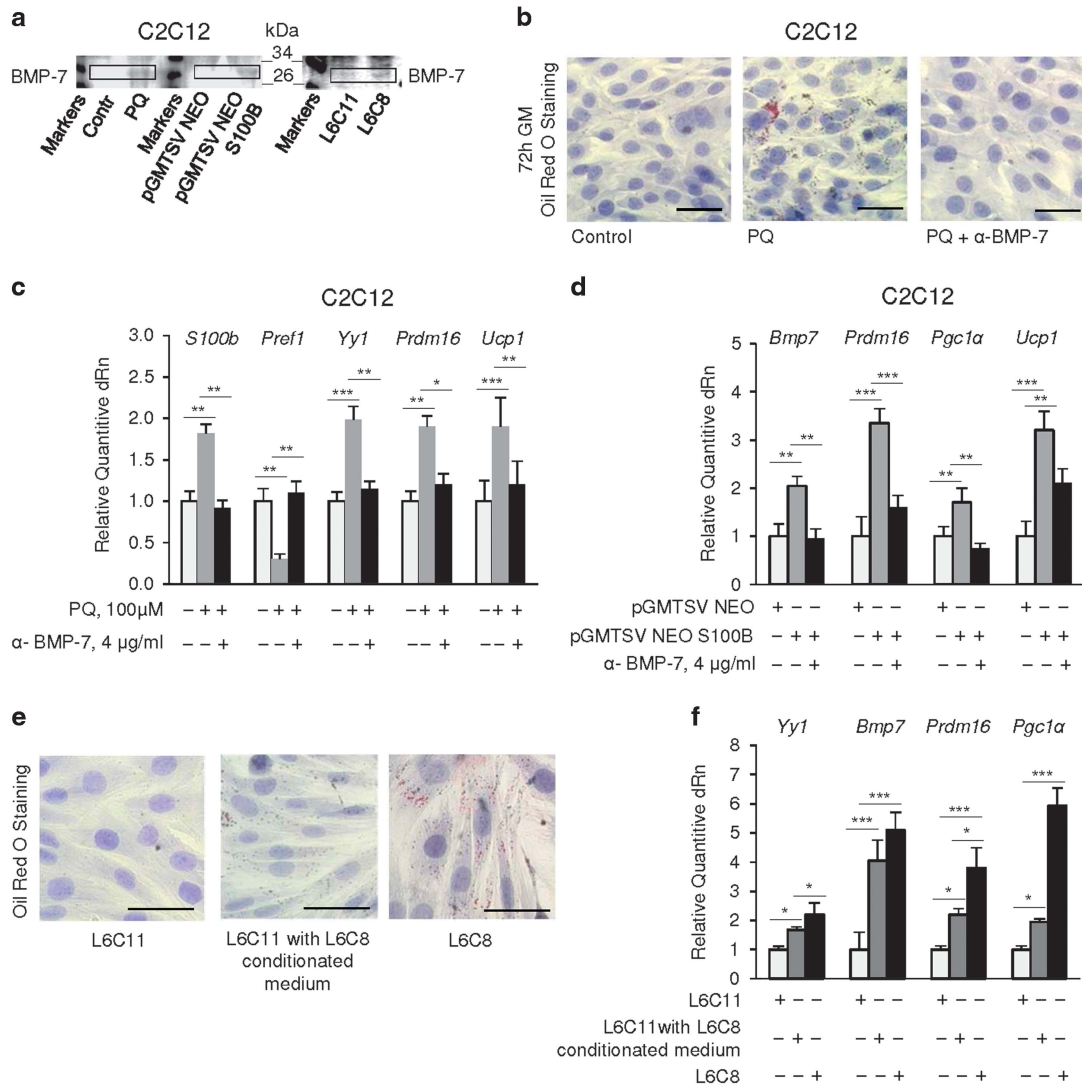 a
C2C12
kDa
BMP-7
34
26
BMP-7
Markers
Contr
PQ
Markers
pGMTSV NEO
pGMTSV NEO
S100B
Markers
L6C11
L6C8
b
C2C12
72h GM
Oil Red O Staining
Control
PQ
PQ + α-BMP-7
c
C2C12
Relative Quantitive dRn
3.0
2.5
2.0
1.5
1.0
0.5
0.0
S100b Pref1 Yy1 Prdm16 Ucp1
** ** ** ** *** ** ** * *** **
PQ, 100µM – + + – + + – + + – + + – + +
α- BMP-7, 4 µg/ml – – + – – + – – + – – + – – +
d
C2C12
Relative Quantitive dRn
5
4
3
2
1
0
Bmp7 Prdm16 Pgc1α Ucp1
** ** *** *** ** ** *** **
pGMTSV NEO + – – + – – + – – + – –
pGMTSV NEO S100B – + + – + + – + + – + +
α- BMP-7, 4 µg/ml – – + – – + – – + – – +
e
Oil Red O Staining
L6C11
L6C11 with L6C8
conditionated
medium
L6C8
f
Relative Quantitive dRn
8
7
6
5
4
3
2
1
0
Yy1 Bmp7 Prdm16 Pgc1α
* * *** *** * *** * * ***
L6C11 + – – + – – + – – + – –
L6C11with L6C8
conditionated medium – + – – + – – + – – + –
L6C8 – – + – – + – – + – – +